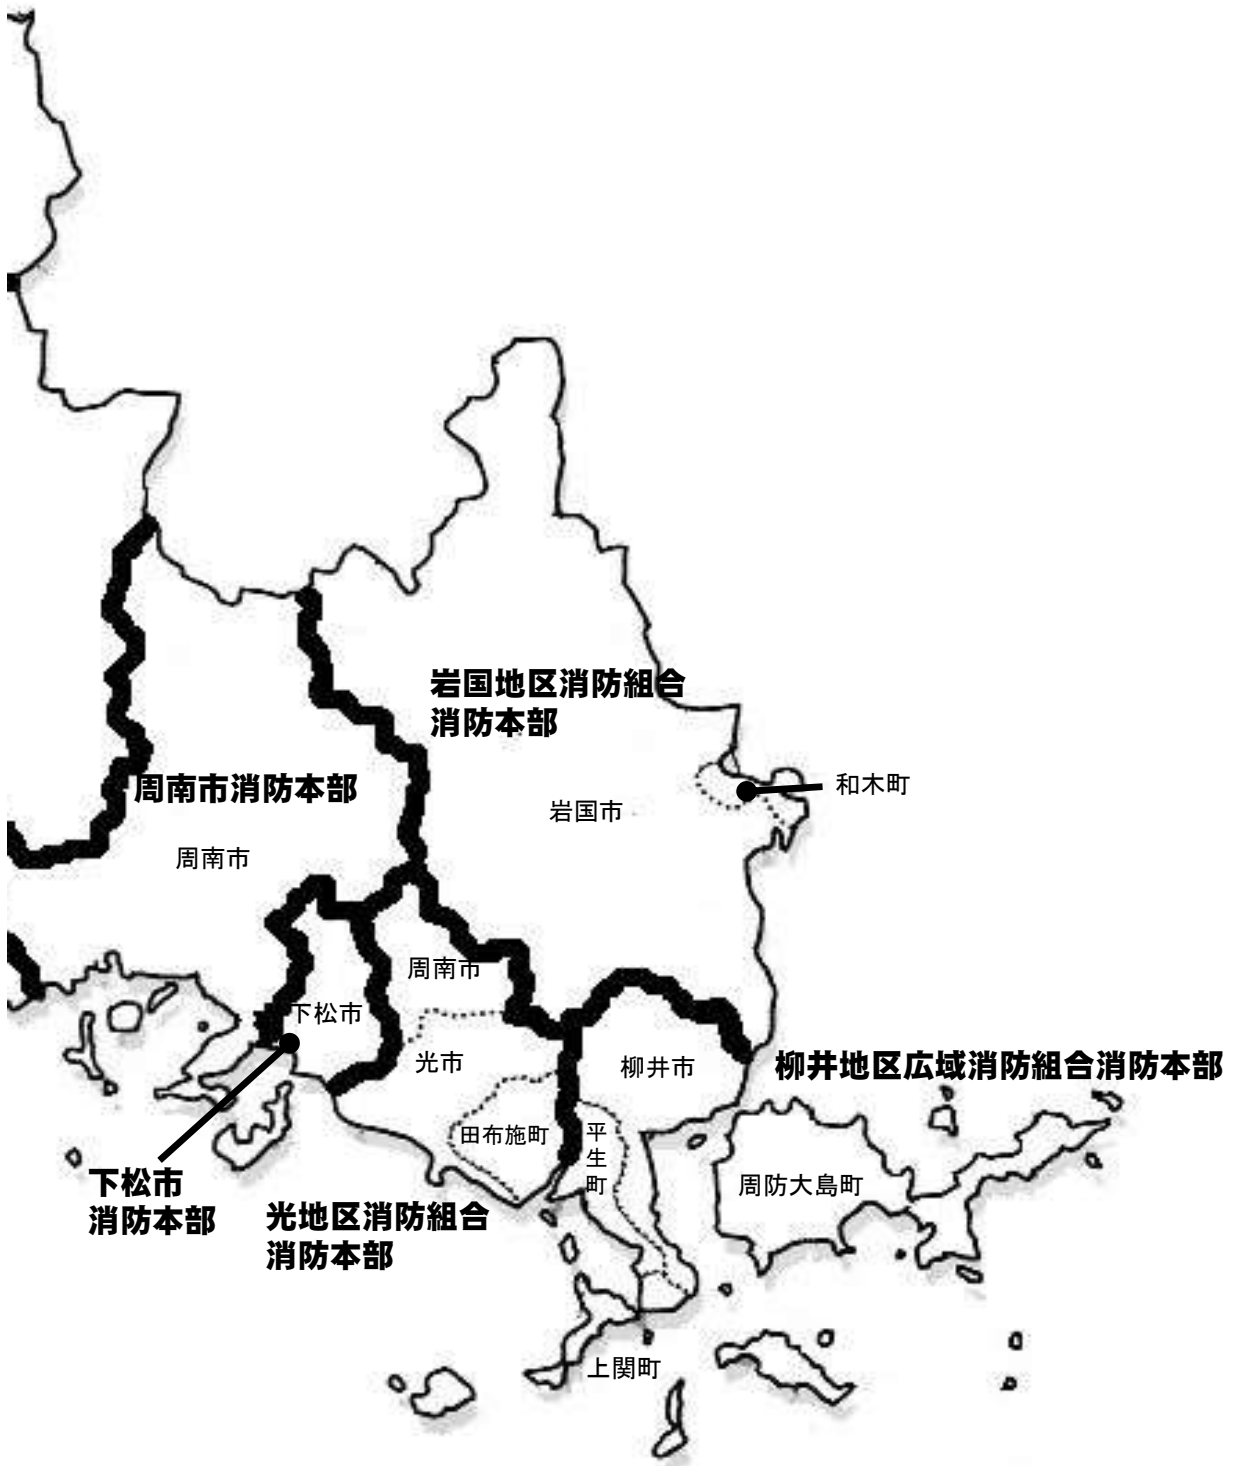 岩国地区消防組合
消防本部
周南市消防本部
和木町
岩国市
周南市
周南市
下松市
光市
柳井市
柳井地区広域消防組合消防本部
田布施町
平生町
周防大島町
下松市
消防本部
光地区消防組合
消防本部
上関町